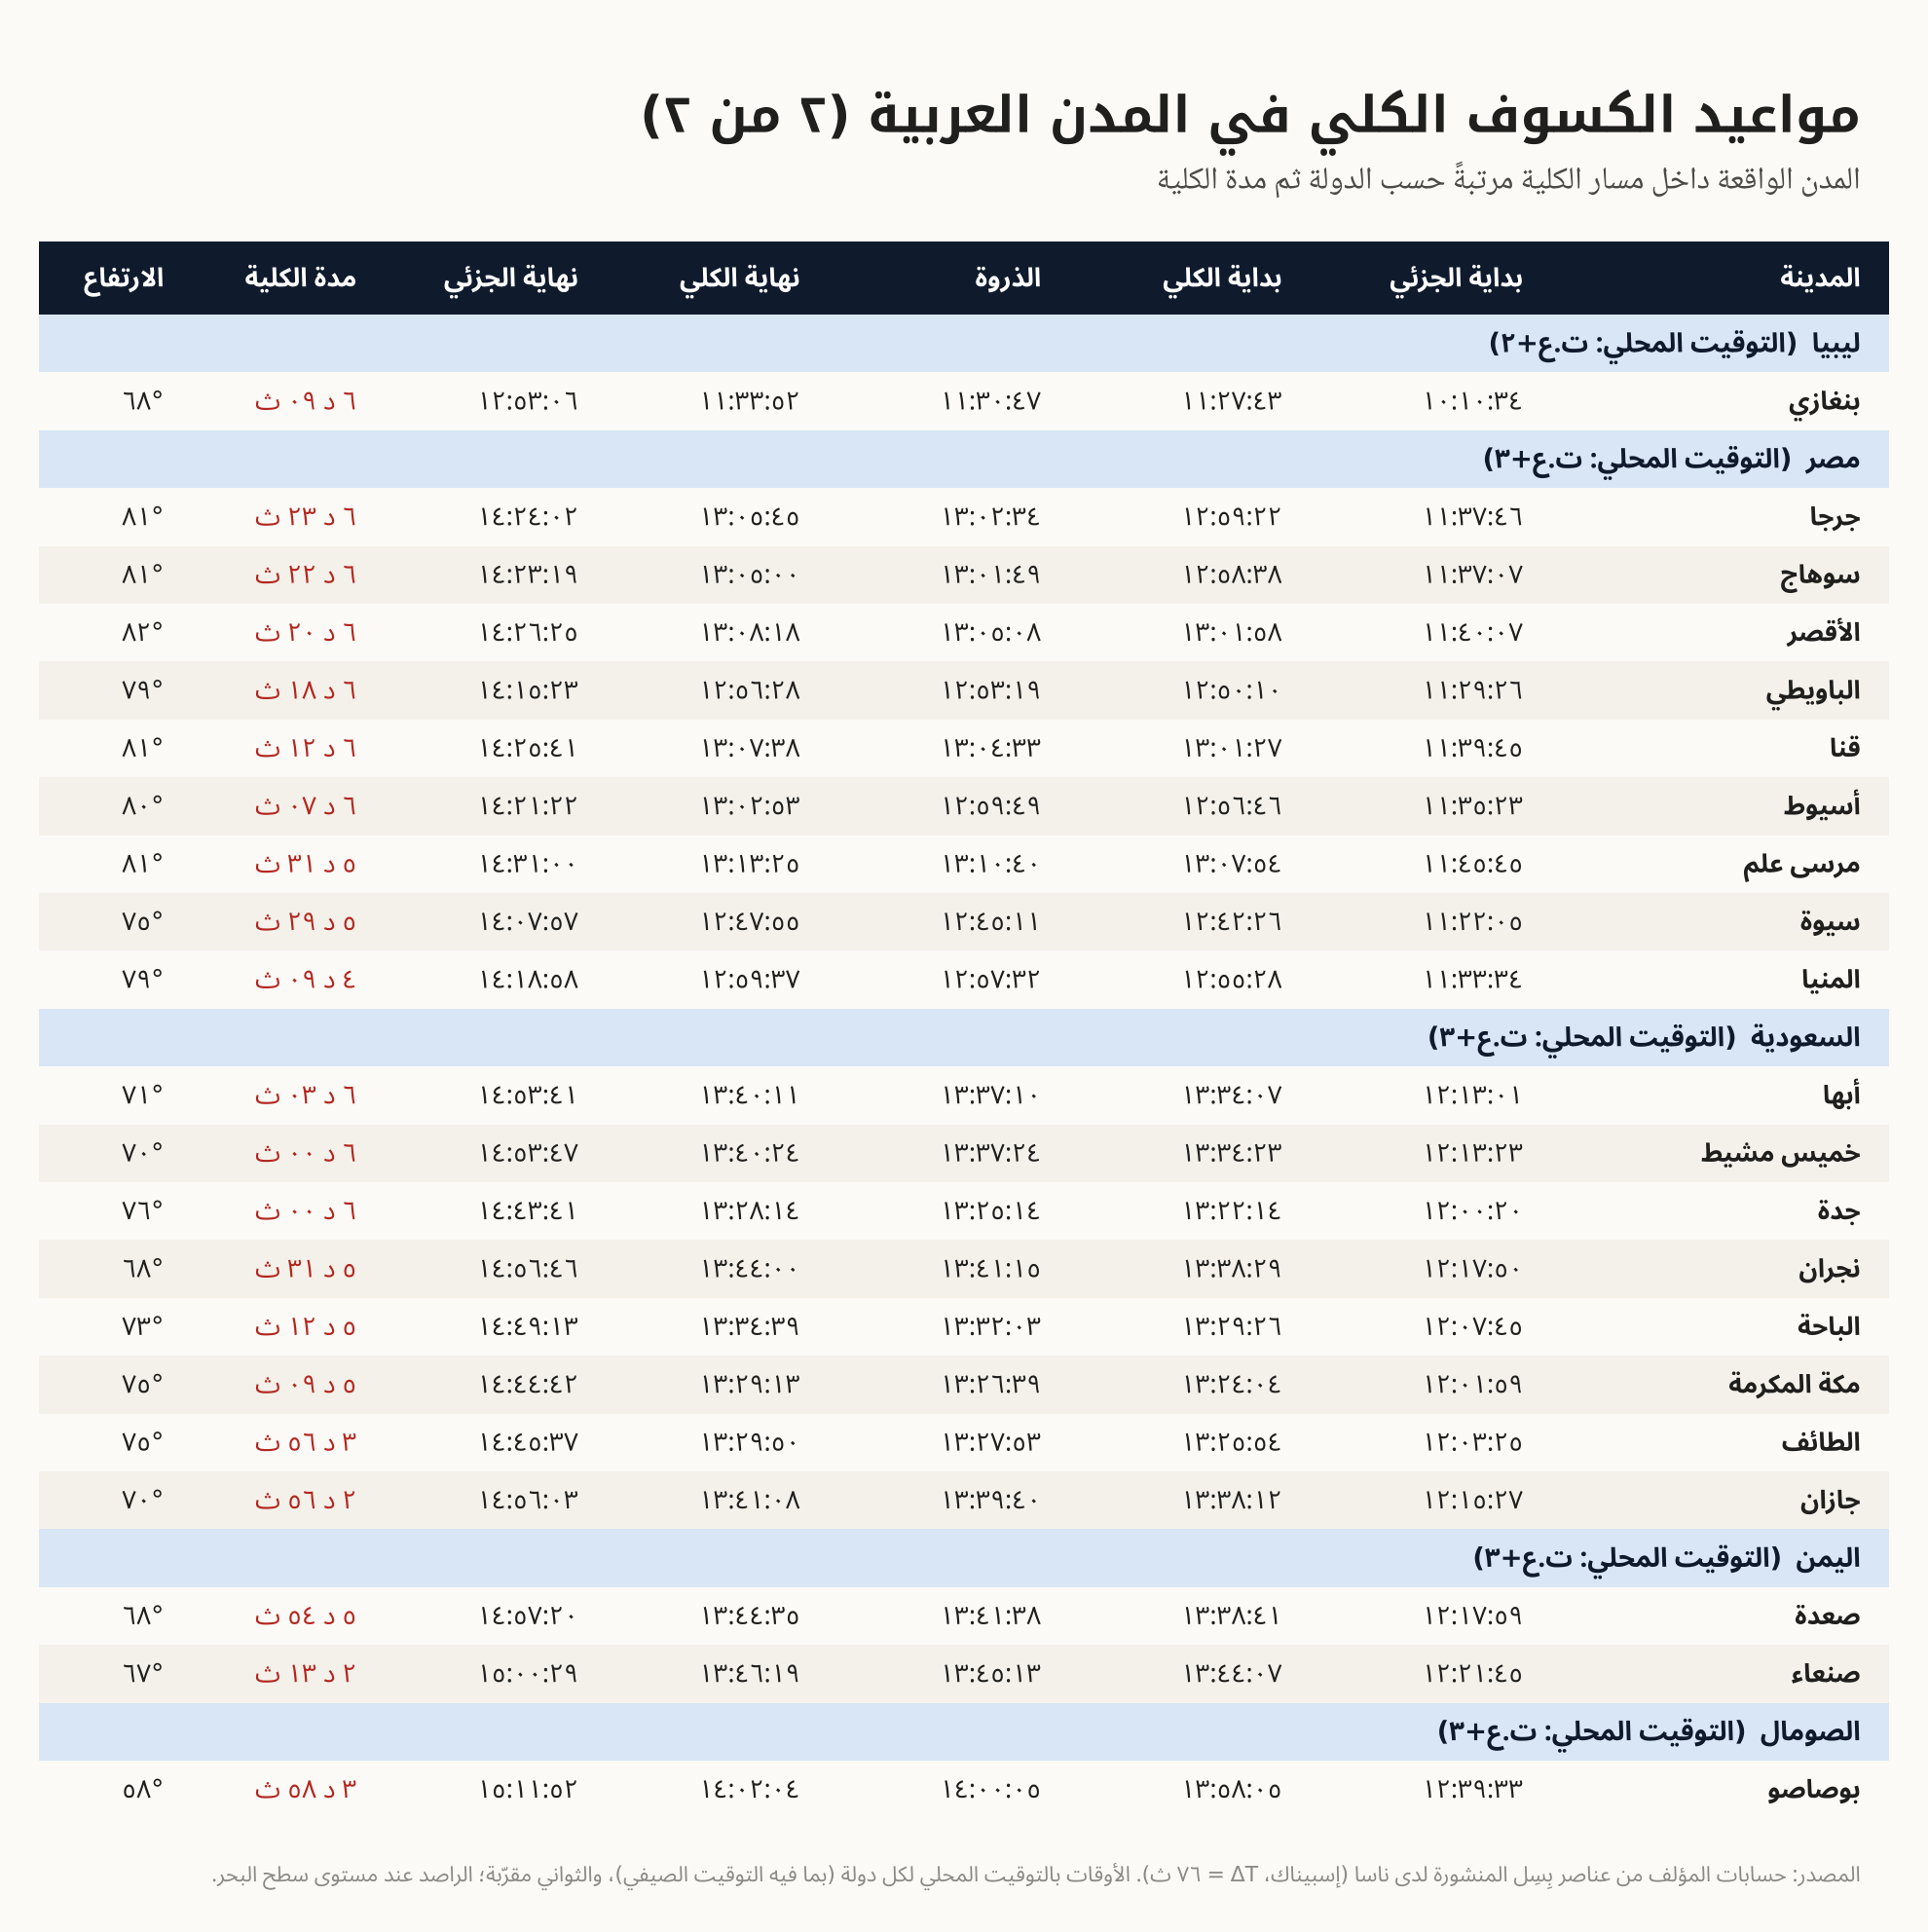 مواعيد الكسوف الكلي في المدن العربية (٢ من ٢)
المدن الواقعة داخل مسار الكلية مرتبةً حسب الدولة ثم مدة الكلية
المدينة بداية الجزئي بداية الكلي الذروة نهاية الكلي نهاية الجزئي مدة الكلية الارتفاع
ليبيا (التوقيت المحلي: ت.ع+٢)
بنغازي ١٠:١٠:٣٤ ١١:٢٧:٤٣ ١١:٣٠:٤٧ ١١:٣٣:٥٢ ١٢:٥٣:٠٦ ٦ د ٠٩ ث ٦٨°
مصر (التوقيت المحلي: ت.ع+٣)
جرجا ١١:٣٧:٤٦ ١٢:٥٩:٢٢ ١٣:٠٢:٣٤ ١٣:٠٥:٤٥ ١٤:٢٤:٠٢ ٦ د ٢٣ ث ٨١°
سوهاج ١١:٣٧:٠٧ ١٢:٥٨:٣٨ ١٣:٠١:٤٩ ١٣:٠٥:٠٠ ١٤:٢٣:١٩ ٦ د ٢٢ ث ٨١°
الأقصر ١١:٤٠:٠٧ ١٣:٠١:٥٨ ١٣:٠٥:٠٨ ١٣:٠٨:١٨ ١٤:٢٦:٢٥ ٦ د ٢٠ ث ٨٢°
الباويطي ١١:٢٩:٢٦ ١٢:٥٠:١٠ ١٢:٥٣:١٩ ١٢:٥٦:٢٨ ١٤:١٥:٢٣ ٦ د ١٨ ث ٧٩°
قنا ١١:٣٩:٤٥ ١٣:٠١:٢٧ ١٣:٠٤:٣٣ ١٣:٠٧:٣٨ ١٤:٢٥:٤١ ٦ د ١٢ ث ٨١°
أسيوط ١١:٣٥:٢٣ ١٢:٥٦:٤٦ ١٢:٥٩:٤٩ ١٣:٠٢:٥٣ ١٤:٢١:٢٢ ٦ د ٠٧ ث ٨٠°
مرسى علم ١١:٤٥:٤٥ ١٣:٠٧:٥٤ ١٣:١٠:٤٠ ١٣:١٣:٢٥ ١٤:٣١:٠٠ ٥ د ٣١ ث ٨١°
سيوة ١١:٢٢:٠٥ ١٢:٤٢:٢٦ ١٢:٤٥:١١ ١٢:٤٧:٥٥ ١٤:٠٧:٥٧ ٥ د ٢٩ ث ٧٥°
المنيا ١١:٣٣:٣٤ ١٢:٥٥:٢٨ ١٢:٥٧:٣٢ ١٢:٥٩:٣٧ ١٤:١٨:٥٨ ٤ د ٠٩ ث ٧٩°
السعودية (التوقيت المحلي: ت.ع+٣)
أبها ١٢:١٣:٠١ ١٣:٣٤:٠٧ ١٣:٣٧:١٠ ١٣:٤٠:١١ ١٤:٥٣:٤١ ٦ د ٠٣ ث ٧١°
خميس مشيط ١٢:١٣:٢٣ ١٣:٣٤:٢٣ ١٣:٣٧:٢٤ ١٣:٤٠:٢٤ ١٤:٥٣:٤٧ ٦ د ٠٠ ث ٧٠°
جدة ١٢:٠٠:٢٠ ١٣:٢٢:١٤ ١٣:٢٥:١٤ ١٣:٢٨:١٤ ١٤:٤٣:٤١ ٦ د ٠٠ ث ٧٦°
نجران ١٢:١٧:٥٠ ١٣:٣٨:٢٩ ١٣:٤١:١٥ ١٣:٤٤:٠٠ ١٤:٥٦:٤٦ ٥ د ٣١ ث ٦٨°
الباحة ١٢:٠٧:٤٥ ١٣:٢٩:٢٦ ١٣:٣٢:٠٣ ١٣:٣٤:٣٩ ١٤:٤٩:١٣ ٥ د ١٢ ث ٧٣°
مكة المكرمة ١٢:٠١:٥٩ ١٣:٢٤:٠٤ ١٣:٢٦:٣٩ ١٣:٢٩:١٣ ١٤:٤٤:٤٢ ٥ د ٠٩ ث ٧٥°
الطائف ١٢:٠٣:٢٥ ١٣:٢٥:٥٤ ١٣:٢٧:٥٣ ١٣:٢٩:٥٠ ١٤:٤٥:٣٧ ٣ د ٥٦ ث ٧٥°
جازان ١٢:١٥:٢٧ ١٣:٣٨:١٢ ١٣:٣٩:٤٠ ١٣:٤١:٠٨ ١٤:٥٦:٠٣ ٢ د ٥٦ ث ٧٠°
اليمن (التوقيت المحلي: ت.ع+٣)
صعدة ١٢:١٧:٥٩ ١٣:٣٨:٤١ ١٣:٤١:٣٨ ١٣:٤٤:٣٥ ١٤:٥٧:٢٠ ٥ د ٥٤ ث ٦٨°
صنعاء ١٢:٢١:٤٥ ١٣:٤٤:٠٧ ١٣:٤٥:١٣ ١٣:٤٦:١٩ ١٥:٠٠:٢٩ ٢ د ١٣ ث ٦٧°
الصومال (التوقيت المحلي: ت.ع+٣)
بوصاصو ١٢:٣٩:٣٣ ١٣:٥٨:٠٥ ١٤:٠٠:٠٥ ١٤:٠٢:٠٤ ١٥:١١:٥٢ ٣ د ٥٨ ث ٥٨°
المصدر: حسابات المؤلف من عناصر بِسِل المنشورة لدى ناسا (إسبيناك، ΔT = ٧٦ ث). الأوقات بالتوقيت المحلي لكل دولة (بما فيه التوقيت الصيفي)، والثواني مقرّبة؛ الراصد عند مستوى سطح البحر.